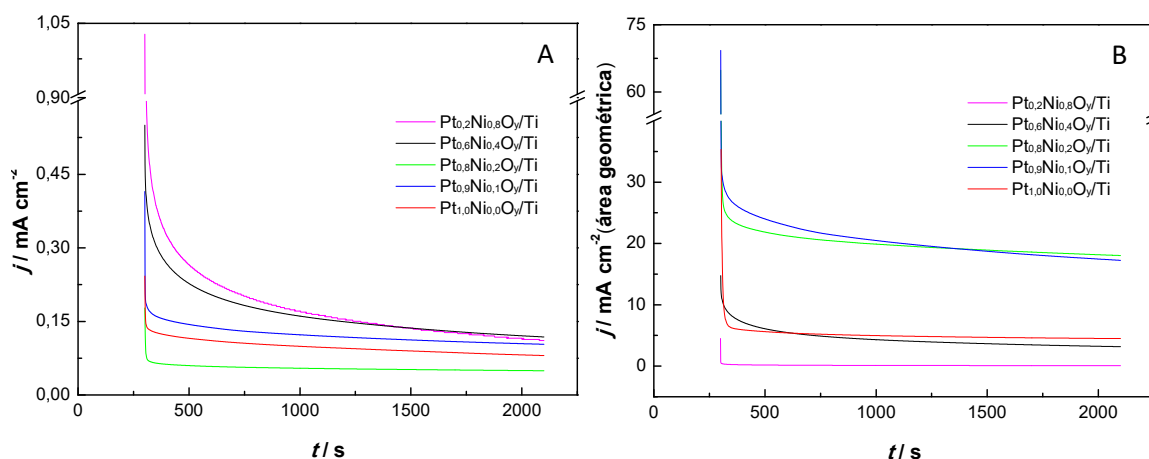 A
j / mA cm⁻²
1,05
0,90
0,45
0,30
0,15
0,00
Pt0,2Ni0,8Oy/Ti
Pt0,6Ni0,4Oy/Ti
Pt0,8Ni0,2Oy/Ti
Pt0,9Ni0,1Oy/Ti
Pt1,0Ni0,0Oy/Ti
0 500 1000 1500 2000
t / s
B
j / mA cm⁻²(área geométrica)
75
60
30
20
10
0
Pt0,2Ni0,8Oy/Ti
Pt0,6Ni0,4Oy/Ti
Pt0,8Ni0,2Oy/Ti
Pt0,9Ni0,1Oy/Ti
Pt1,0Ni0,0Oy/Ti
0 500 1000 1500 2000
t / s